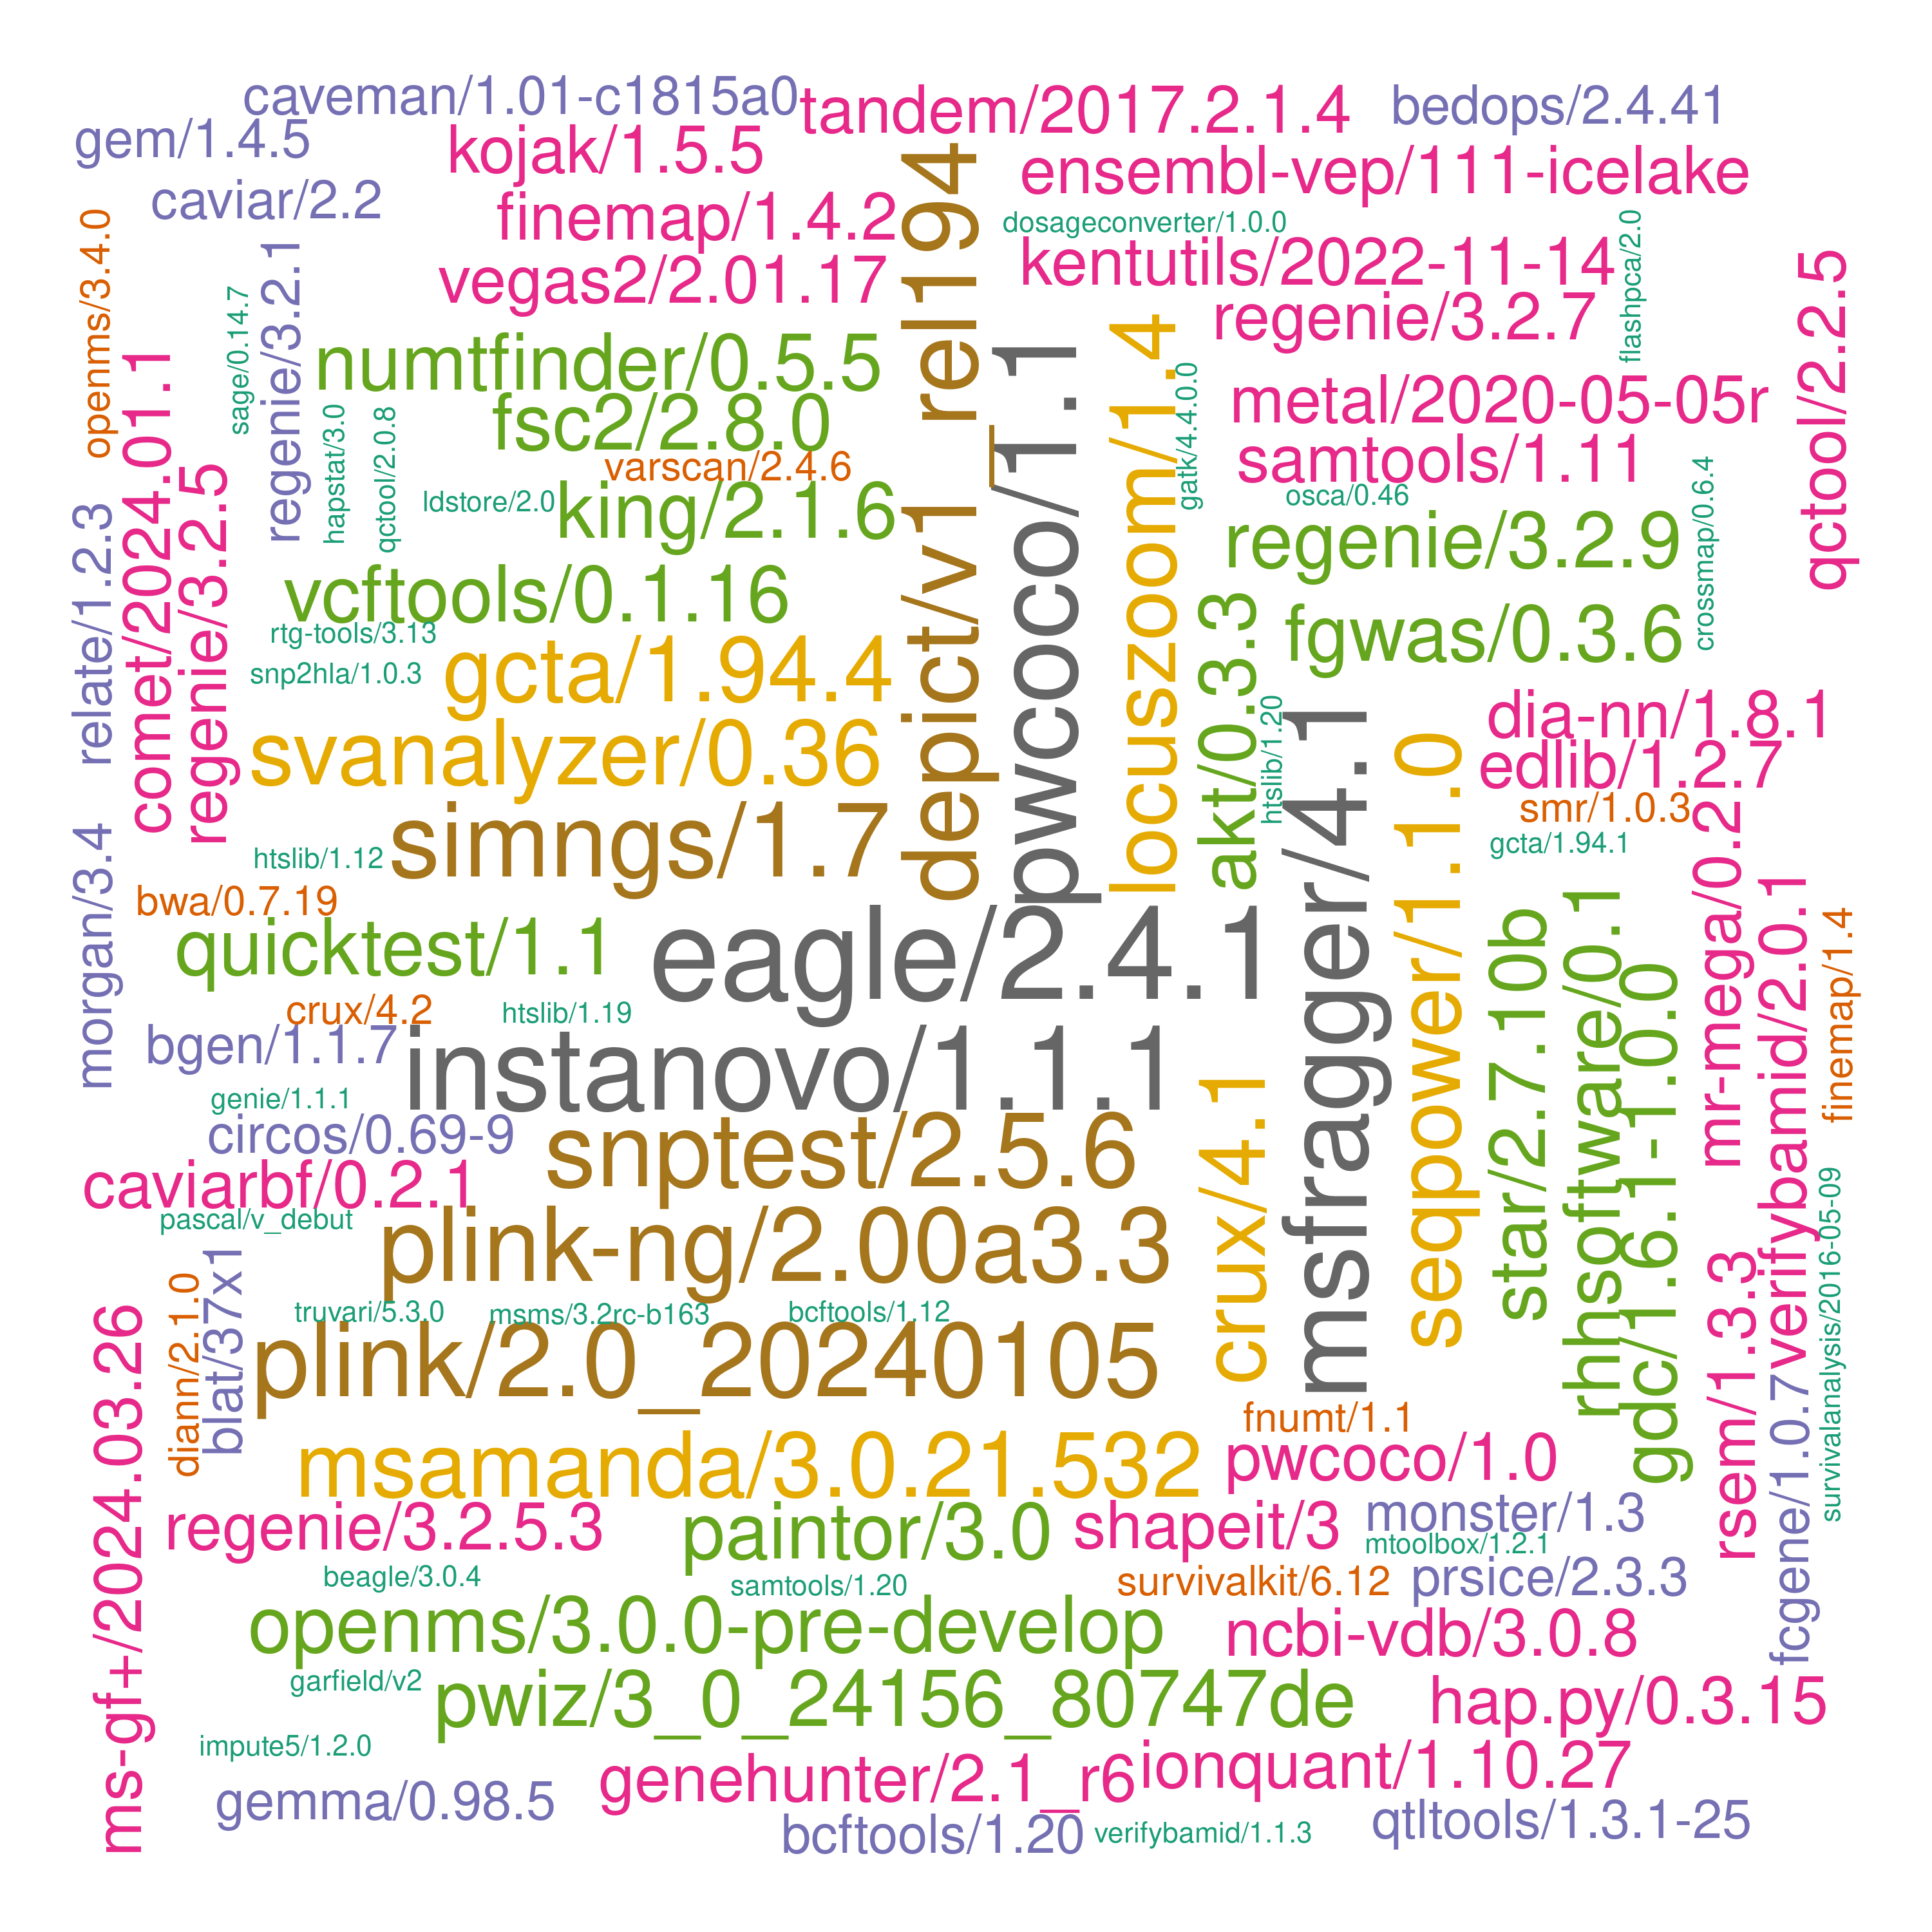 caveman/1.01-c1815a0
tandem/2017.2.1.4
bedops/2.4.41
gem/1.4.5
kojak/1.5.5
ensembl-vep/111-icelake
caviar/2.2
finemap/1.4.2
dosageconverter/1.0.0
kentutils/2022-11-14
flashpca/2.0
openms/3.4.0
vegas2/2.01.17
regenie/3.2.7
qctool/2.2.5
sage/0.14.7
regenie/3.2.1
numtfinder/0.5.5
depict/v1_rel194
pwcoco/1.1
locuszoom/1.4
gatk/4.4.0.0
metal/2020-05-05r
comet/2024.01.1
regenie/3.2.5
hapstat/3.0
qctool/2.0.8
fsc2/2.8.0
samtools/1.11
varscan/2.4.6
ldstore/2.0
osca/0.46
crossmap/0.6.4
king/2.1.6
regenie/3.2.9
relate/1.2.3
vcftools/0.1.16
akt/0.3.3
fgwas/0.3.6
rtg-tools/3.13
snp2hla/1.0.3
gcta/1.94.4
htslib/1.20
dia-nn/1.8.1
svanalyzer/0.36
edlib/1.2.7
smr/1.0.3
gcta/1.94.1
simngs/1.7
htslib/1.12
morgan/3.4
bwa/0.7.19
quicktest/1.1
eagle/2.4.1
msfragger/4.1
seqpower/1.1.0
star/2.7.10b
rhhsoftware/0.1
gdc/1.6.1-1.0.0
mr-mega/0.2
verifybamid/2.0.1
finemap/1.4
crux/4.2
htslib/1.19
bgen/1.1.7
instanovo/1.1.1
genie/1.1.1
circos/0.69-9
snptest/2.5.6
crux/4.1
caviarbf/0.2.1
pascal/v_debut
plink-ng/2.00a3.3
survivalanalysis/2016-05-09
blat/37x1
diann/2.1.0
truvari/5.3.0
msms/3.2rc-b163
bcftools/1.12
plink/2.0_20240105
rsem/1.3.3
fcgene/1.0.7
ms-gf+/2024.03.26
fnumt/1.1
msamanda/3.0.21.532
pwcoco/1.0
regenie/3.2.5.3
paintor/3.0
shapeit/3
monster/1.3
mtoolbox/1.2.1
beagle/3.0.4
samtools/1.20
survivalkit/6.12
prsice/2.3.3
openms/3.0.0-pre-develop
ncbi-vdb/3.0.8
garfield/v2
pwiz/3_0_24156_80747de
hap.py/0.3.15
impute5/1.2.0
genehunter/2.1_r6
ionquant/1.10.27
gemma/0.98.5
bcftools/1.20
verifybamid/1.1.3
qtltools/1.3.1-25